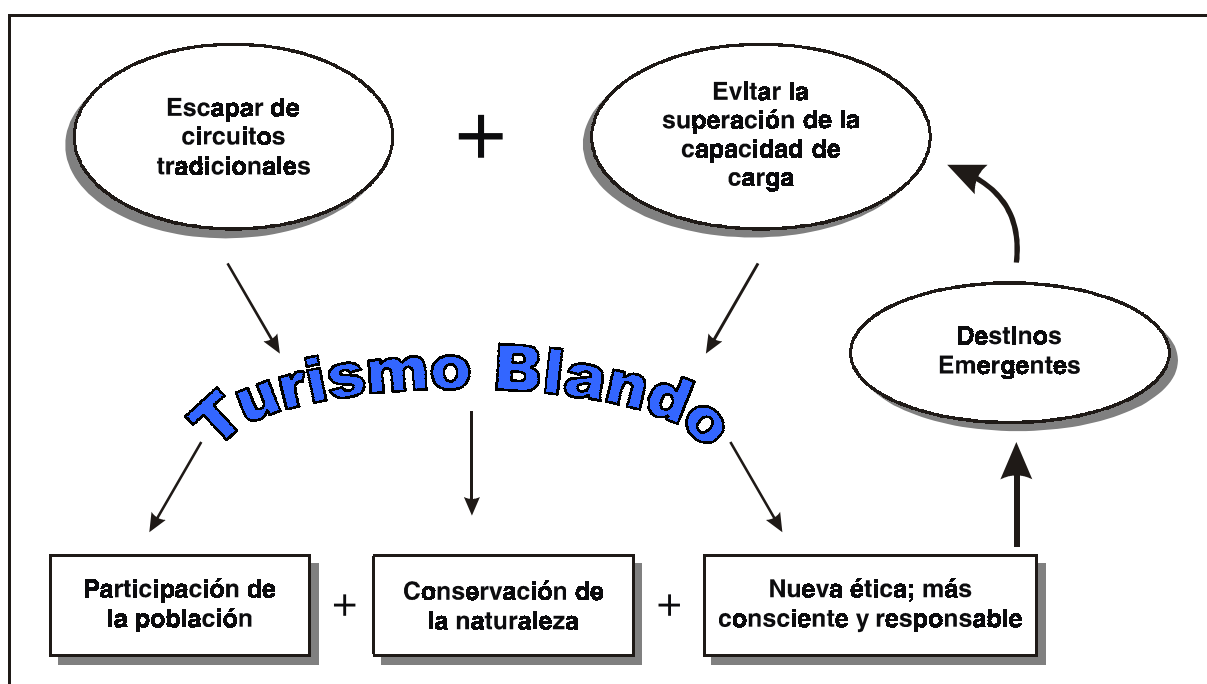 Escapar de
circuitos
tradicionales
+
Evitar la
superación de la
capacidad de
carga
Turismo Blando
Destinos
Emergentes
Participación de
la población
+
Conservación de
la naturaleza
+
Nueva ética; más
consciente y responsable